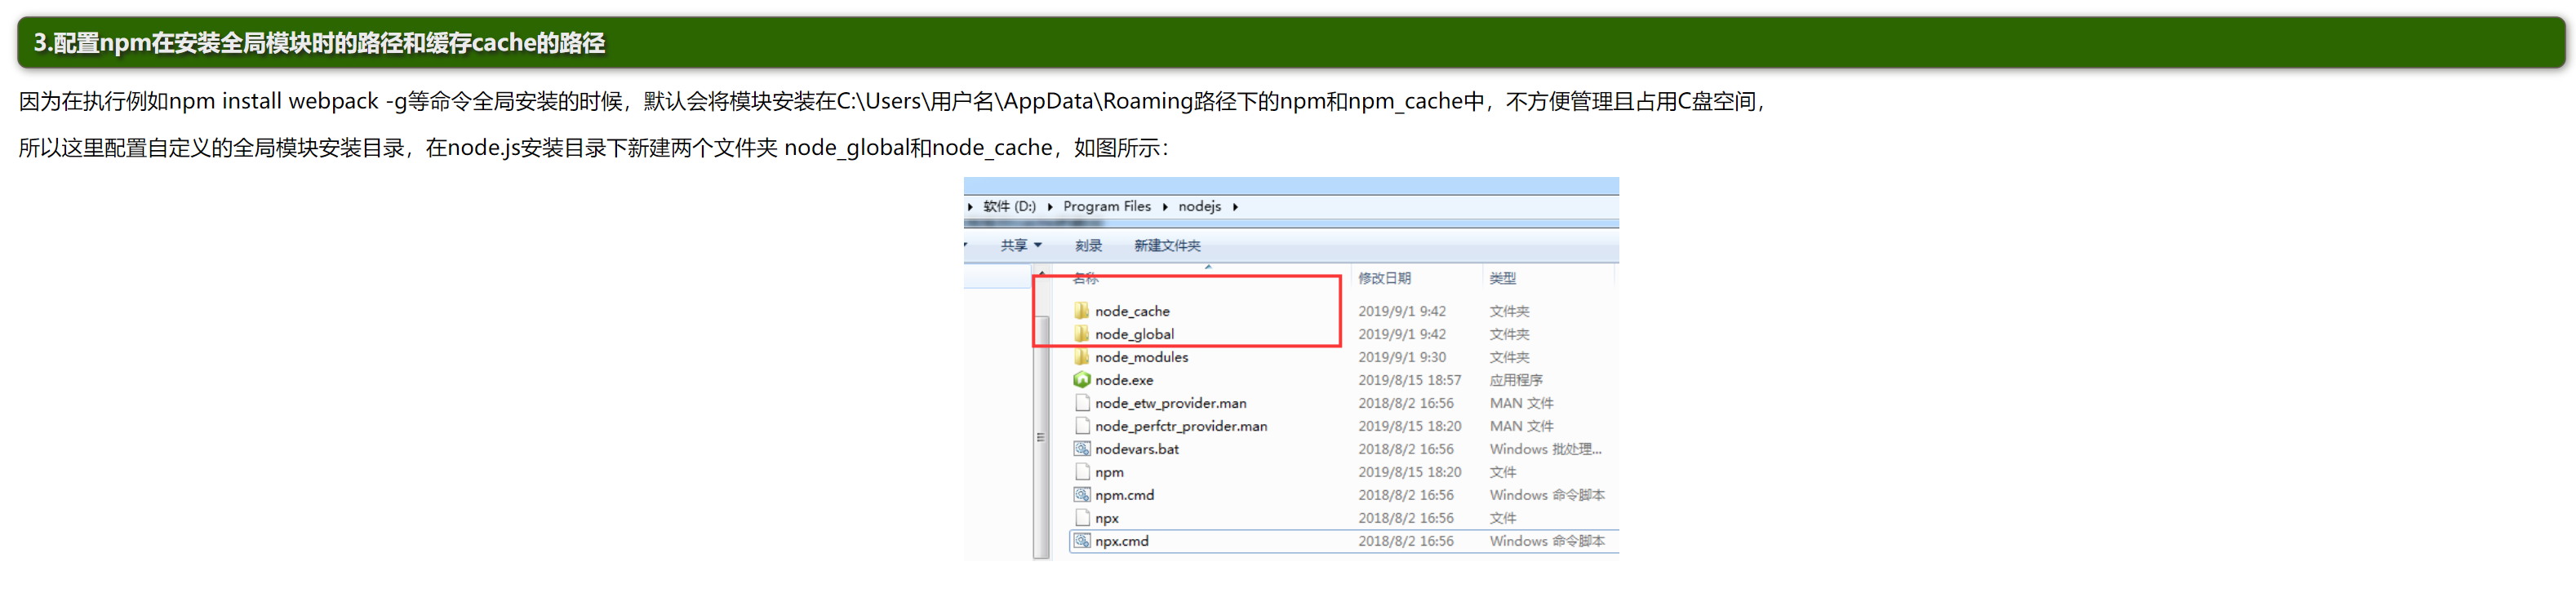 3.配置npm在安装全局模块时的路径和缓存cache的路径
因为在执行例如npm install webpack -g等命令全局安装的时候，默认会将模块安装在C:\Users\用户名\AppData\Roaming路径下的npm和npm_cache中，不方便管理且占用C盘空间，
所以这里配置自定义的全局模块安装目录，在node.js安装目录下新建两个文件夹 node_global和node_cache，如图所示：
软件 (D:) Program Files nodejs
共享 刻录 新建文件夹
名称 修改日期 类型
node_cache 2019/9/1 9:42 文件夹
node_global 2019/9/1 9:42 文件夹
node_modules 2019/9/1 9:30 文件夹
node.exe 2019/8/15 18:57 应用程序
node_etw_provider.man 2018/8/2 16:56 MAN 文件
node_perfctr_provider.man 2019/8/15 18:20 MAN 文件
nodevars.bat 2018/8/2 16:56 Windows 批处理...
npm 2019/8/15 18:20 文件
npm.cmd 2018/8/2 16:56 Windows 命令脚本
npx 2018/8/2 16:56 文件
npx.cmd 2018/8/2 16:56 Windows 命令脚本